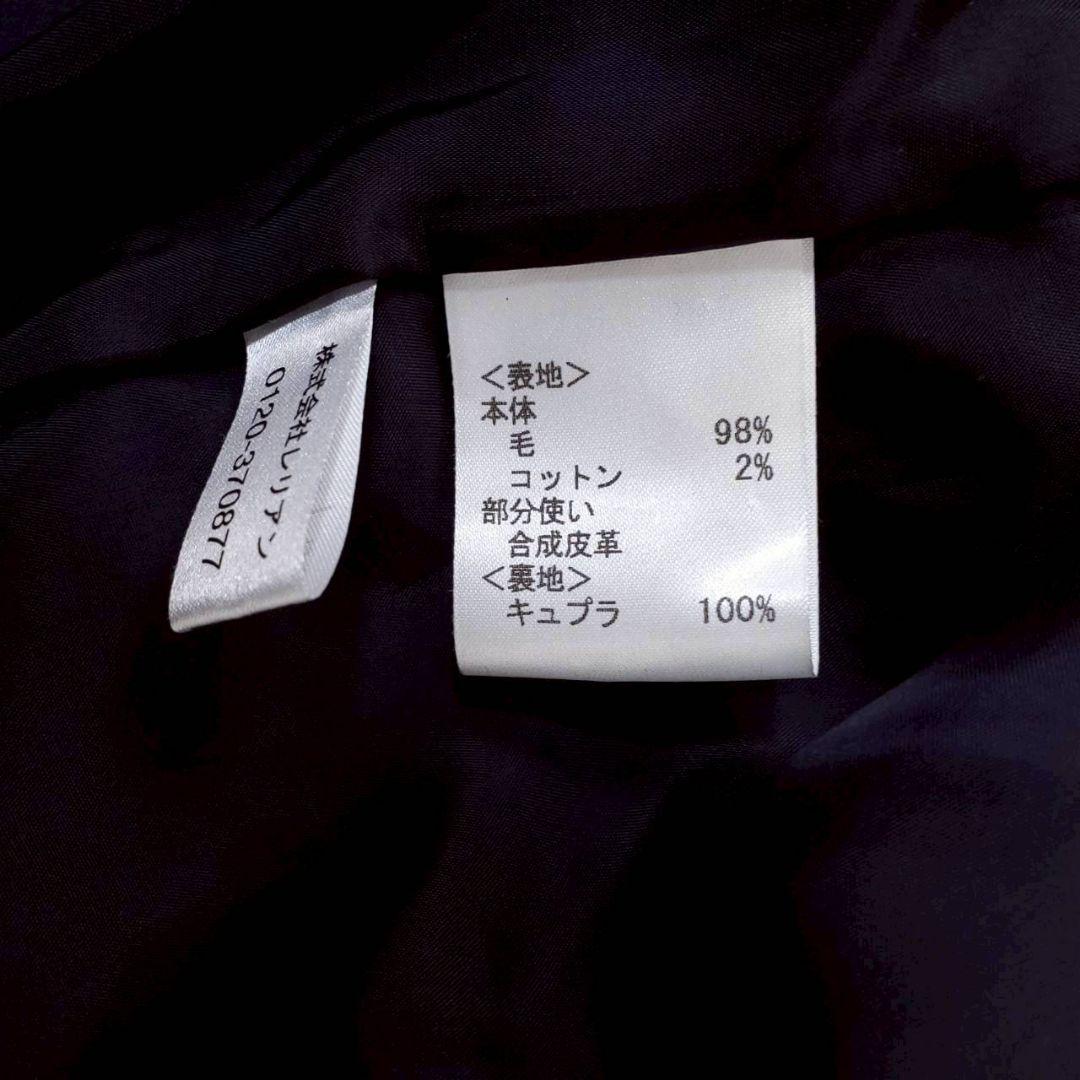 株式会社レリアン
0120-370877
＜表地＞
本体
毛 98%
コットン 2%
部分使い
合成皮革
＜裏地＞
キュプラ 100%